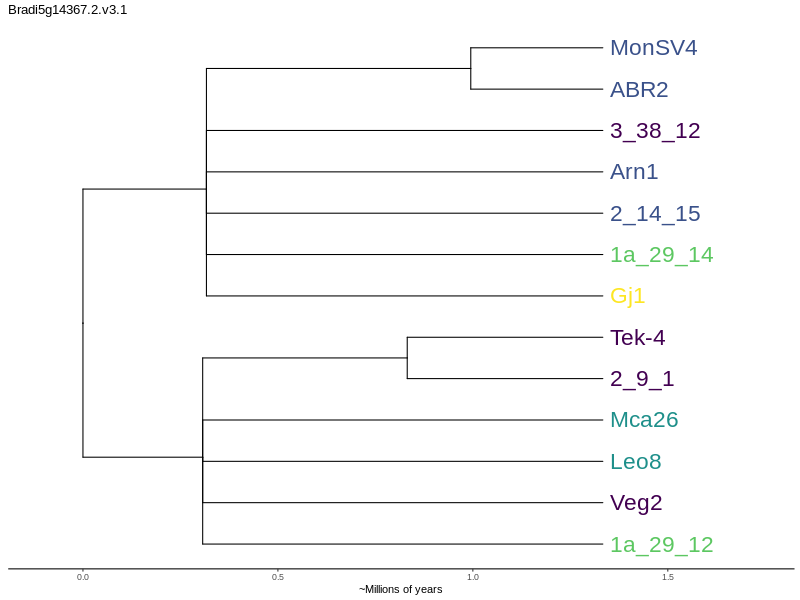 Bradi5g14367.2.v3.1
MonSV4
ABR2
3_38_12
Arn1
2_14_15
1a_29_14
Gj1
Tek-4
2_9_1
Mca26
Leo8
Veg2
1a_29_12
0.0 0.5 1.0 1.5
~Millions of years